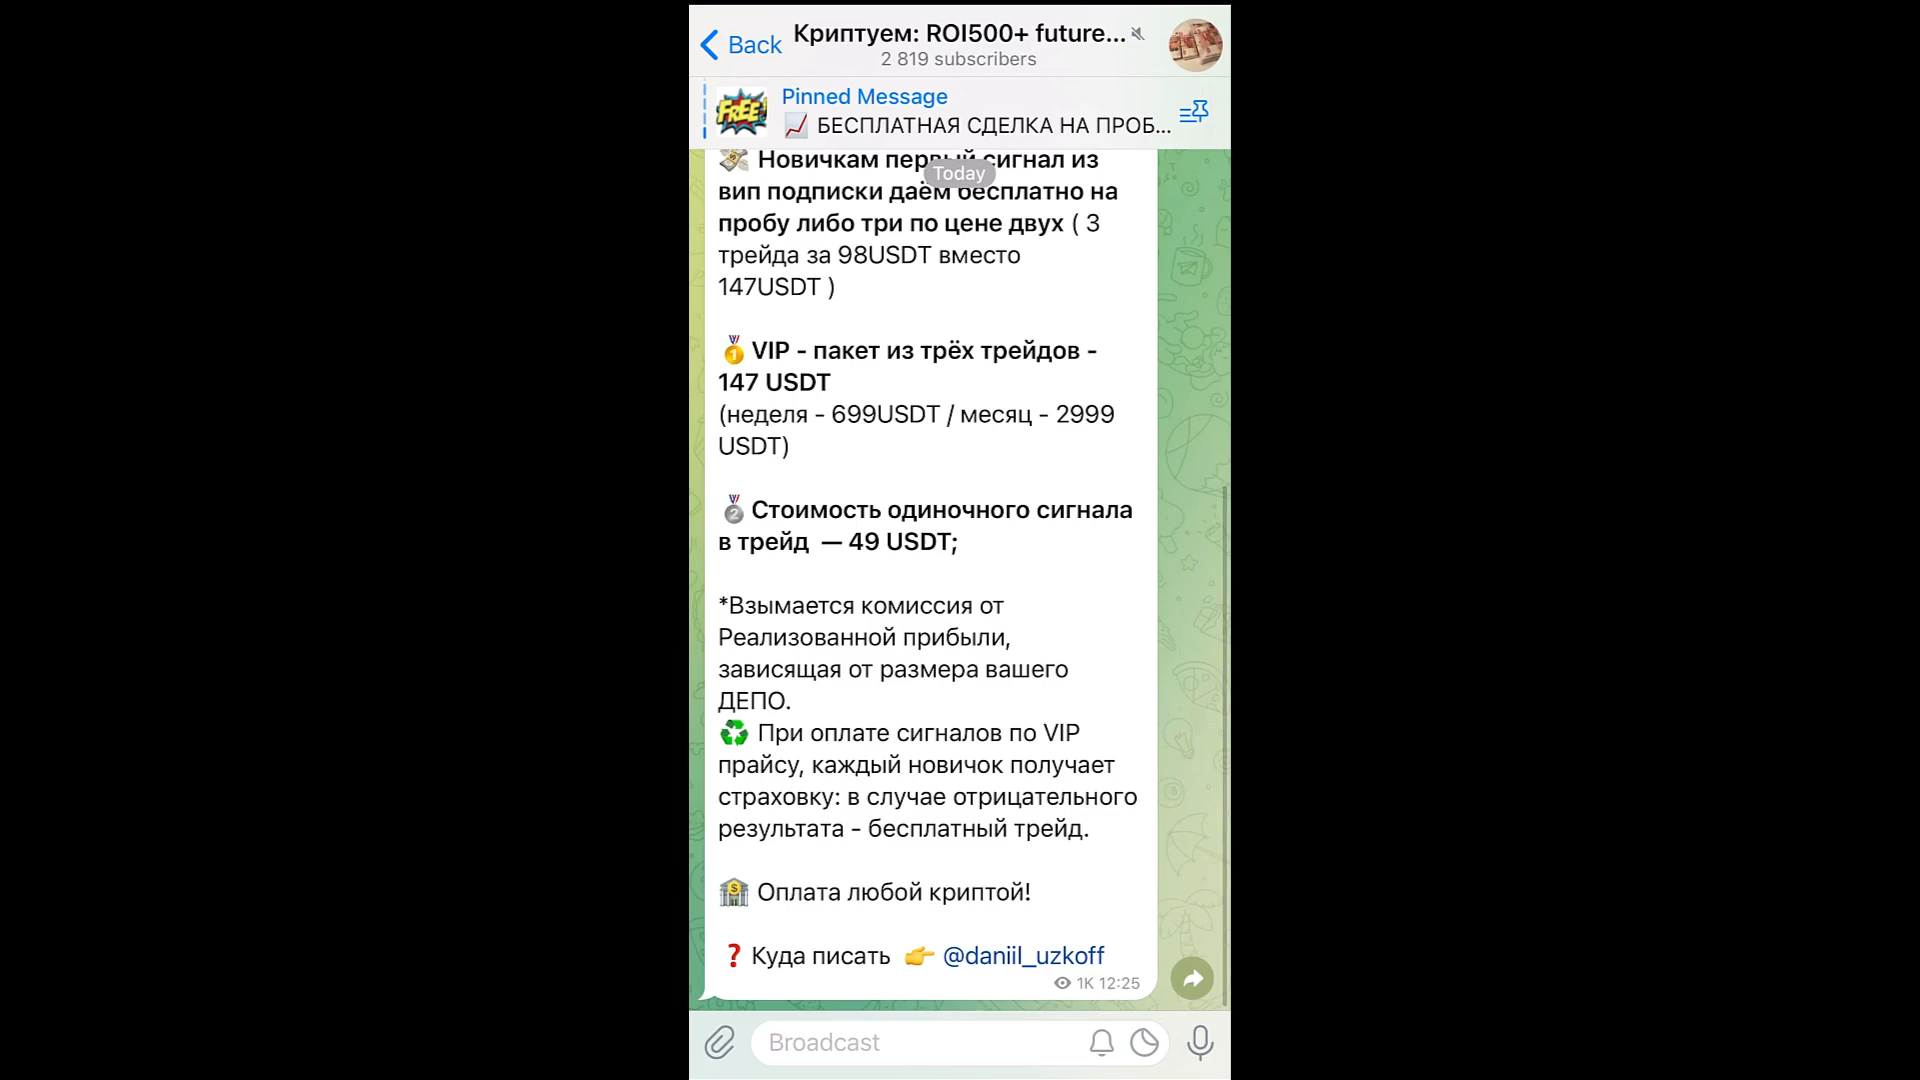 Back
Криптуем: ROI500+ future...
2 819 subscribers
FREE!
Pinned Message
📈 БЕСПЛАТНАЯ СДЕЛКА НА ПРОБ...
Today
💸 Новичкам первый сигнал из
вип подписки даём бесплатно на
пробу либо три по цене двух ( 3
трейда за 98USDT вместо
147USDT )
🥇 VIP - пакет из трёх трейдов -
147 USDT
(неделя - 699USDT / месяц - 2999
USDT)
🥈 Стоимость одиночного сигнала
в трейд — 49 USDT;
*Взымается комиссия от
Реализованной прибыли,
зависящая от размера вашего
ДЕПО.
♻️ При оплате сигналов по VIP
прайсу, каждый новичок получает
страховку: в случае отрицательного
результата - бесплатный трейд.
🏦 Оплата любой криптой!
❓ Куда писать 👉 @daniil_uzkoff
1K 12:25
Broadcast